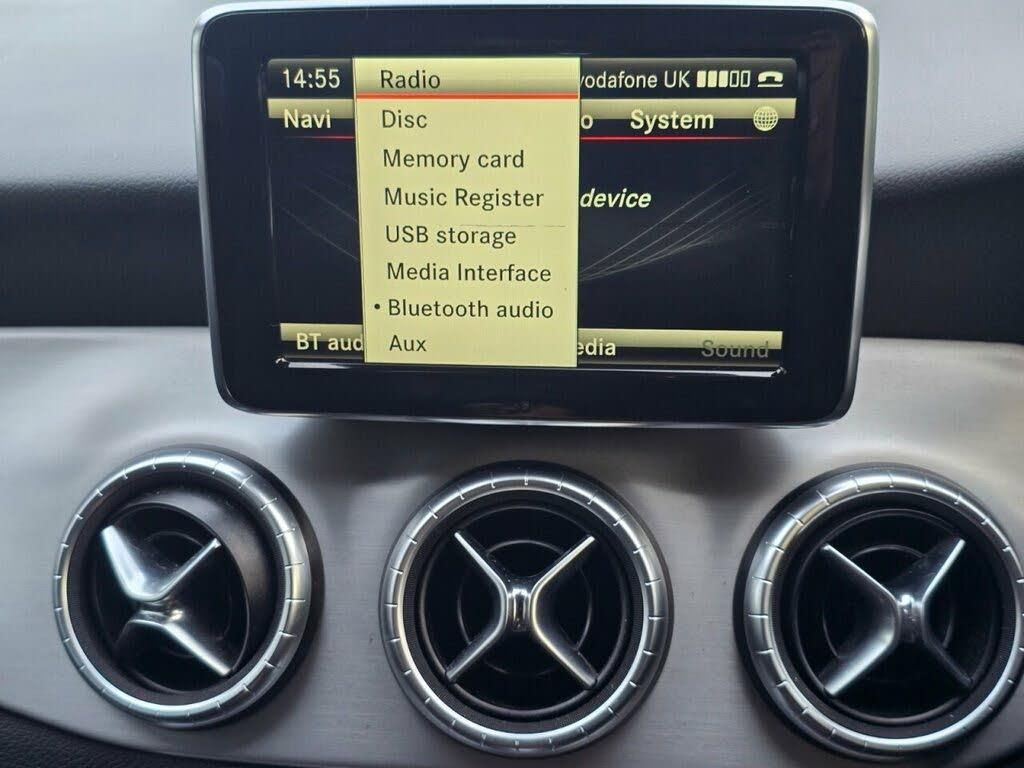 14:55
Radio
vodafone UK
Navi
Disc
o
System
Memory card
Music Register
device
USB storage
Media Interface
• Bluetooth audio
BT aud
Aux
edia
Sound